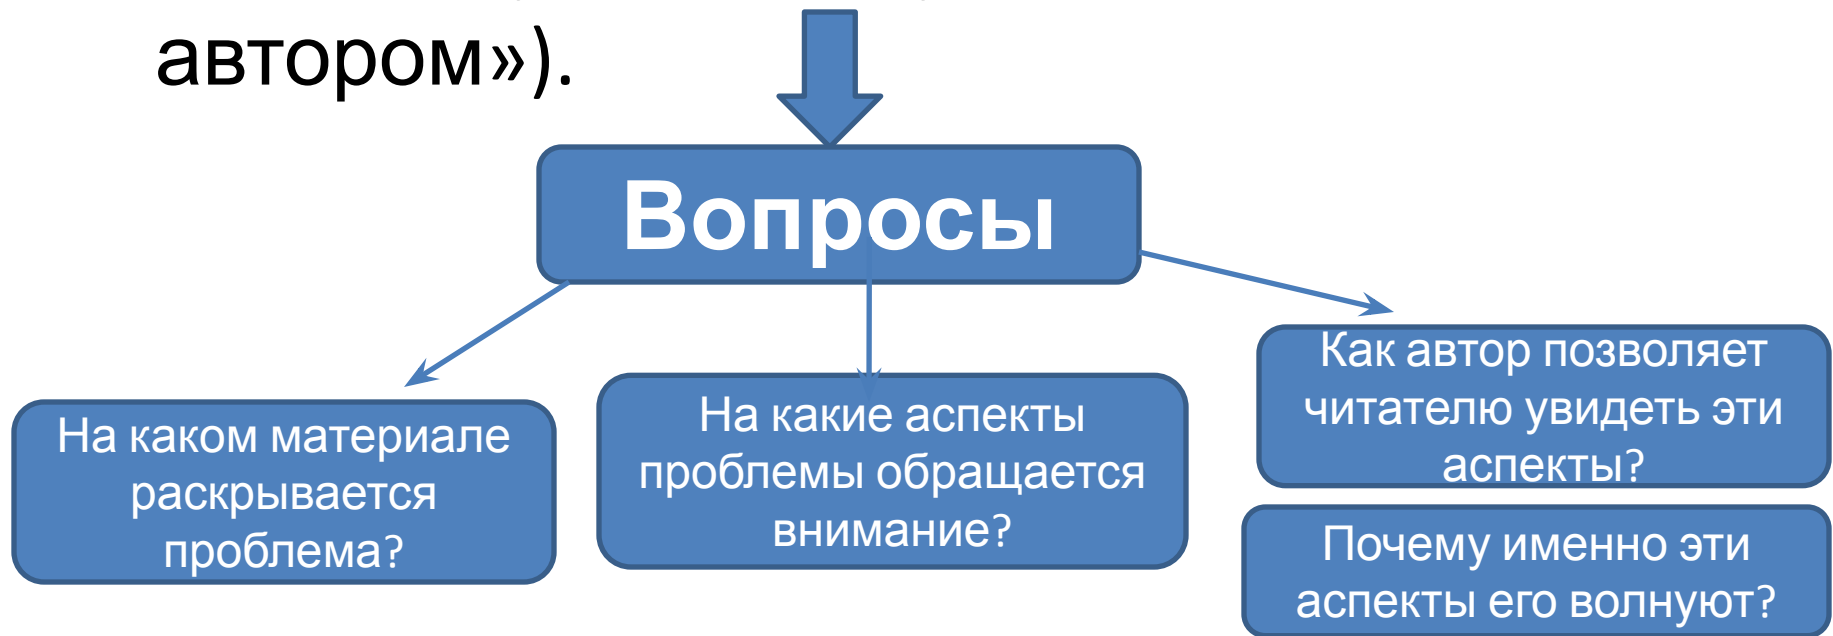 автором»).
Вопросы
На каком материале
раскрывается
проблема?
На какие аспекты
проблемы обращается
внимание?
Как автор позволяет
читателю увидеть эти
аспекты?
Почему именно эти
аспекты его волнуют?